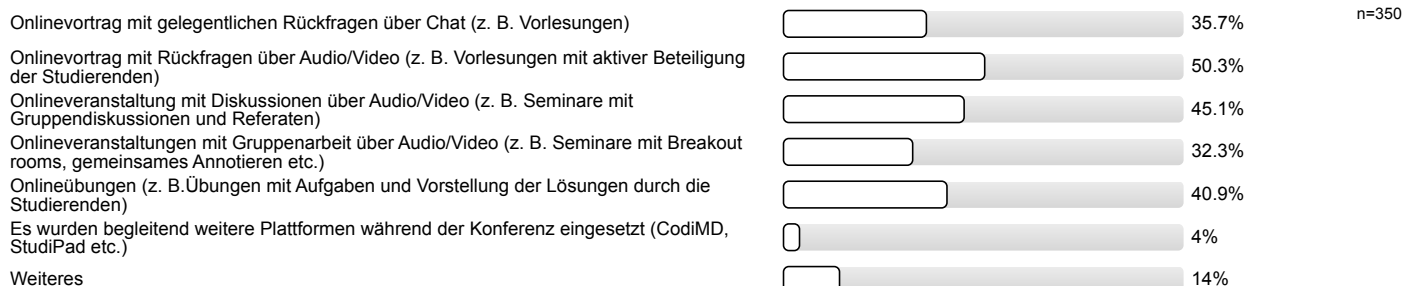 Onlinevortrag mit gelegentlichen Rückfragen über Chat (z. B. Vorlesungen) 35.7% n=350
Onlinevortrag mit Rückfragen über Audio/Video (z. B. Vorlesungen mit aktiver Beteiligung
der Studierenden) 50.3%
Onlineveranstaltung mit Diskussionen über Audio/Video (z. B. Seminare mit
Gruppendiskussionen und Referaten) 45.1%
Onlineveranstaltungen mit Gruppenarbeit über Audio/Video (z. B. Seminare mit Breakout
rooms, gemeinsames Annotieren etc.) 32.3%
Onlineübungen (z. B.Übungen mit Aufgaben und Vorstellung der Lösungen durch die
Studierenden) 40.9%
Es wurden begleitend weitere Plattformen während der Konferenz eingesetzt (CodiMD,
StudiPad etc.) 4%
Weiteres 14%